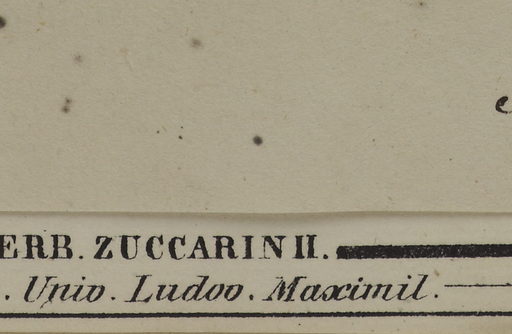 ERB. ZUCCARINII.
. Univ. Ludov. Maximil.